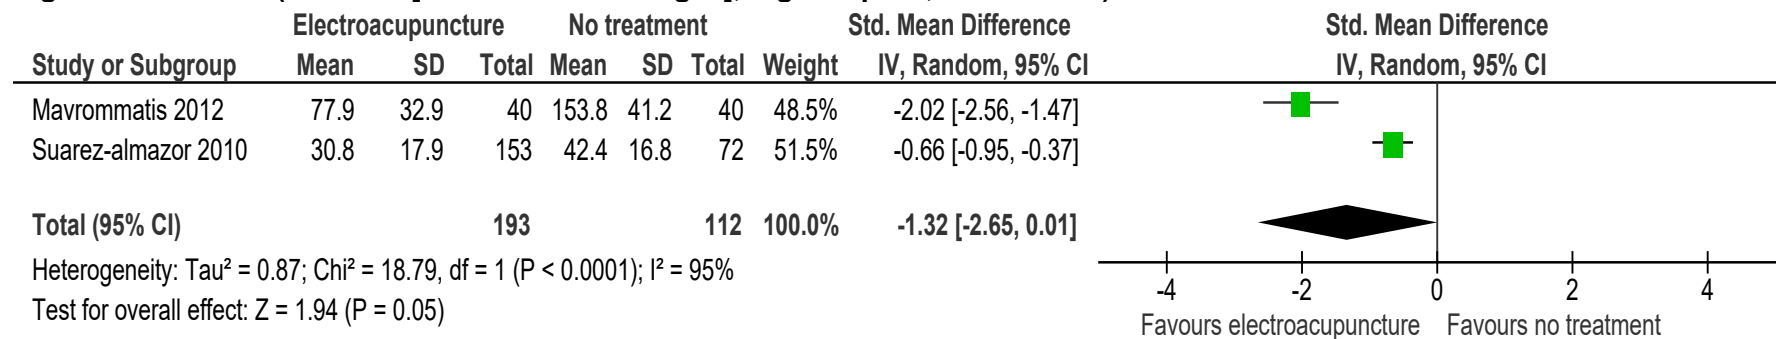 Electroacupuncture No treatment Std. Mean Difference Std. Mean Difference
Study or Subgroup Mean SD Total Mean SD Total Weight IV, Random, 95% CI IV, Random, 95% CI
Mavrommatis 2012 77.9 32.9 40 153.8 41.2 40 48.5% -2.02 [-2.56, -1.47]
Suarez-almazor 2010 30.8 17.9 153 42.4 16.8 72 51.5% -0.66 [-0.95, -0.37]
Total (95% CI) 193 112 100.0% -1.32 [-2.65, 0.01]
Heterogeneity: Tau² = 0.87; Chi² = 18.79, df = 1 (P < 0.0001); I² = 95%
Test for overall effect: Z = 1.94 (P = 0.05)
-4 -2 0 2 4
Favours electroacupuncture Favours no treatment